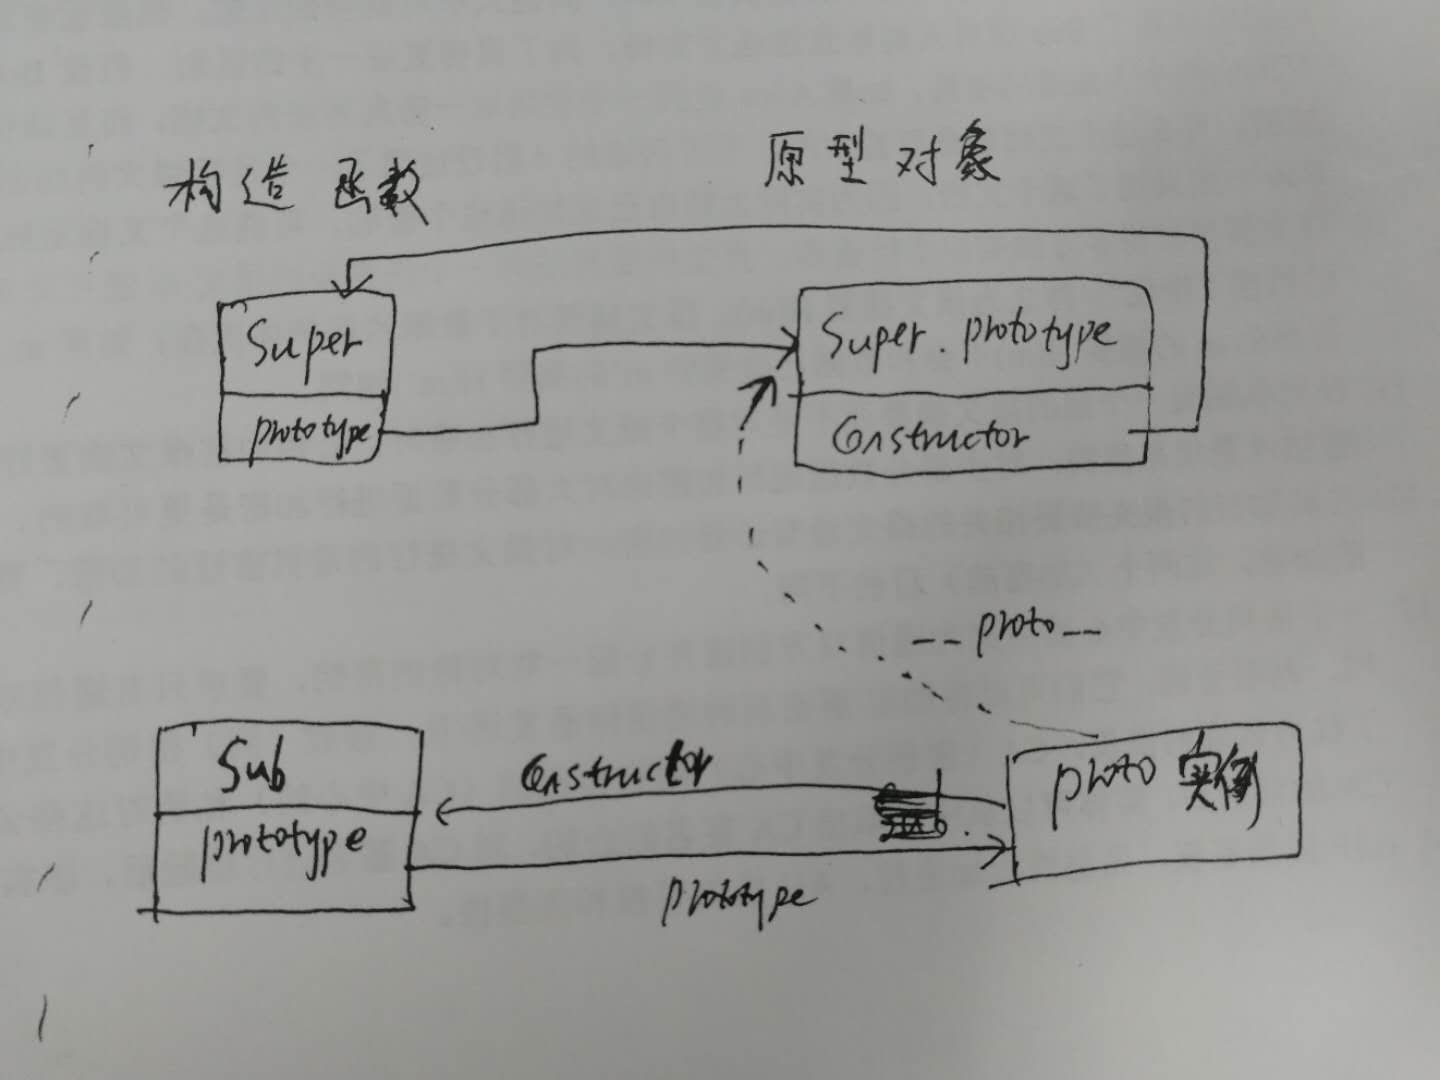 构造函数
原型对象
Super
prototype
Super.prototype
Constructor
--proto--
Sub
prototype
Constructor
prototype
proto 实例